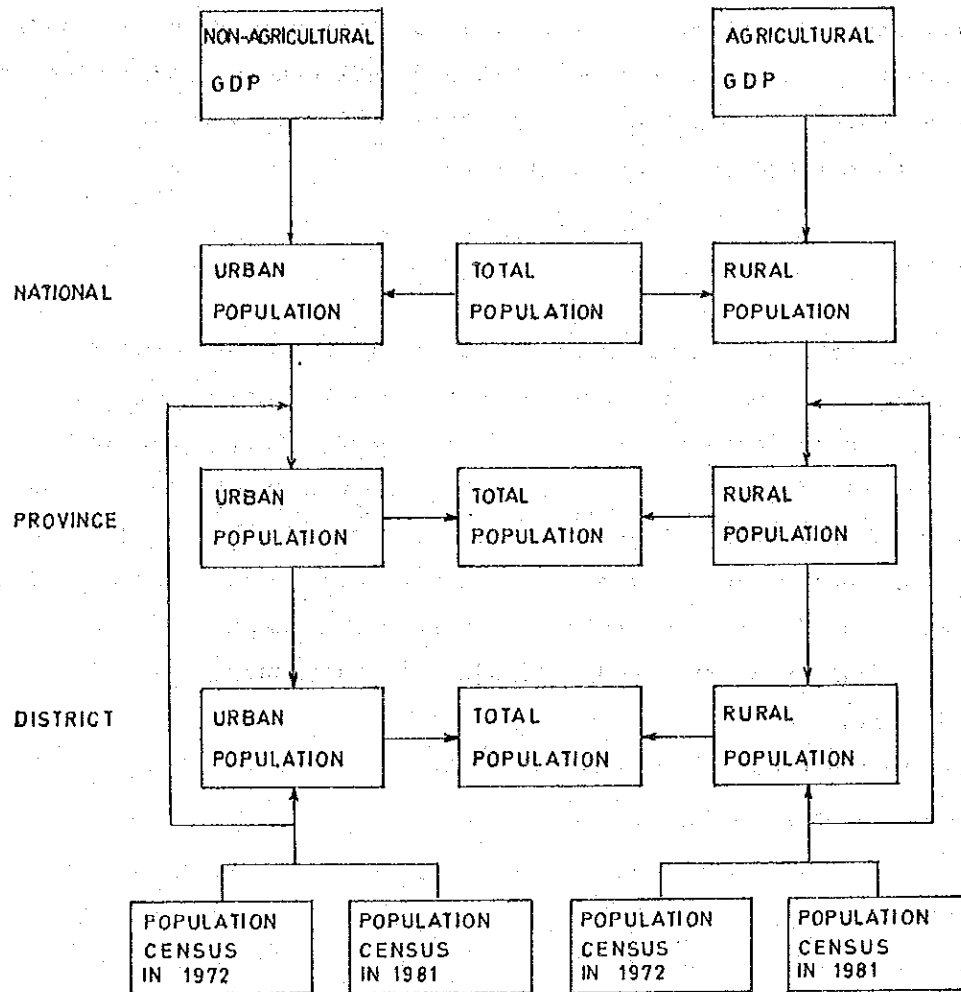 NON-AGRICULTURAL
GDP
AGRICULTURAL
GDP
NATIONAL
URBAN
POPULATION
TOTAL
POPULATION
RURAL
POPULATION
PROVINCE
URBAN
POPULATION
TOTAL
POPULATION
RURAL
POPULATION
DISTRICT
URBAN
POPULATION
TOTAL
POPULATION
RURAL
POPULATION
POPULATION
CENSUS
IN 1972
POPULATION
CENSUS
IN 1981
POPULATION
CENSUS
IN 1972
POPULATION
CENSUS
IN 1981